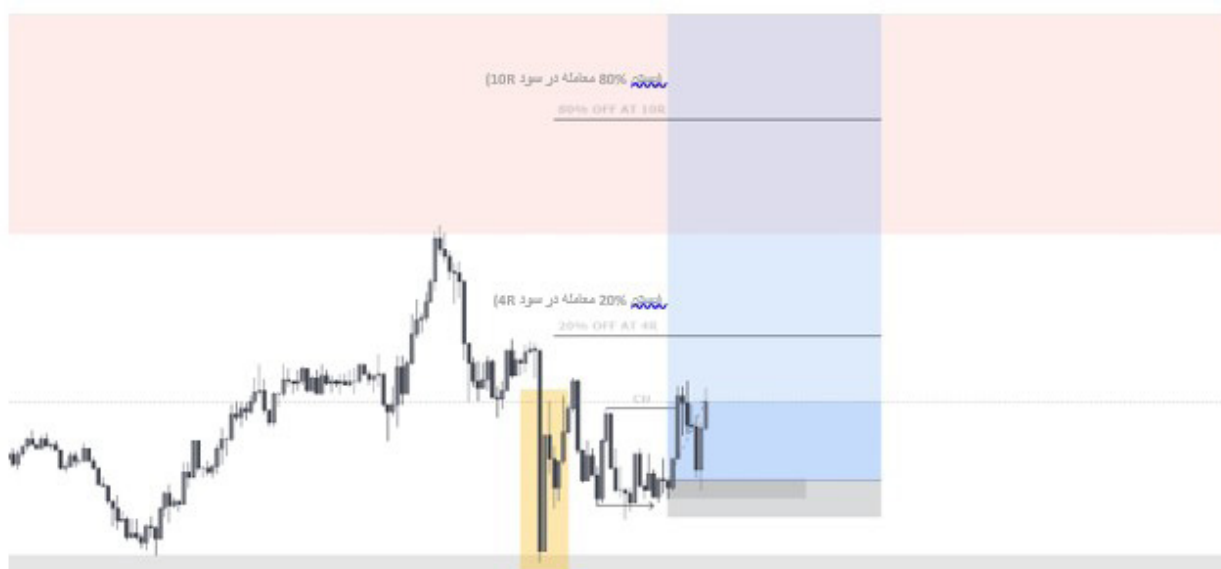 (بستن 80% معامله در سود 10R)
80% OFF AT 10R
(بستن 20% معامله در سود 4R)
20% OFF AT 4R